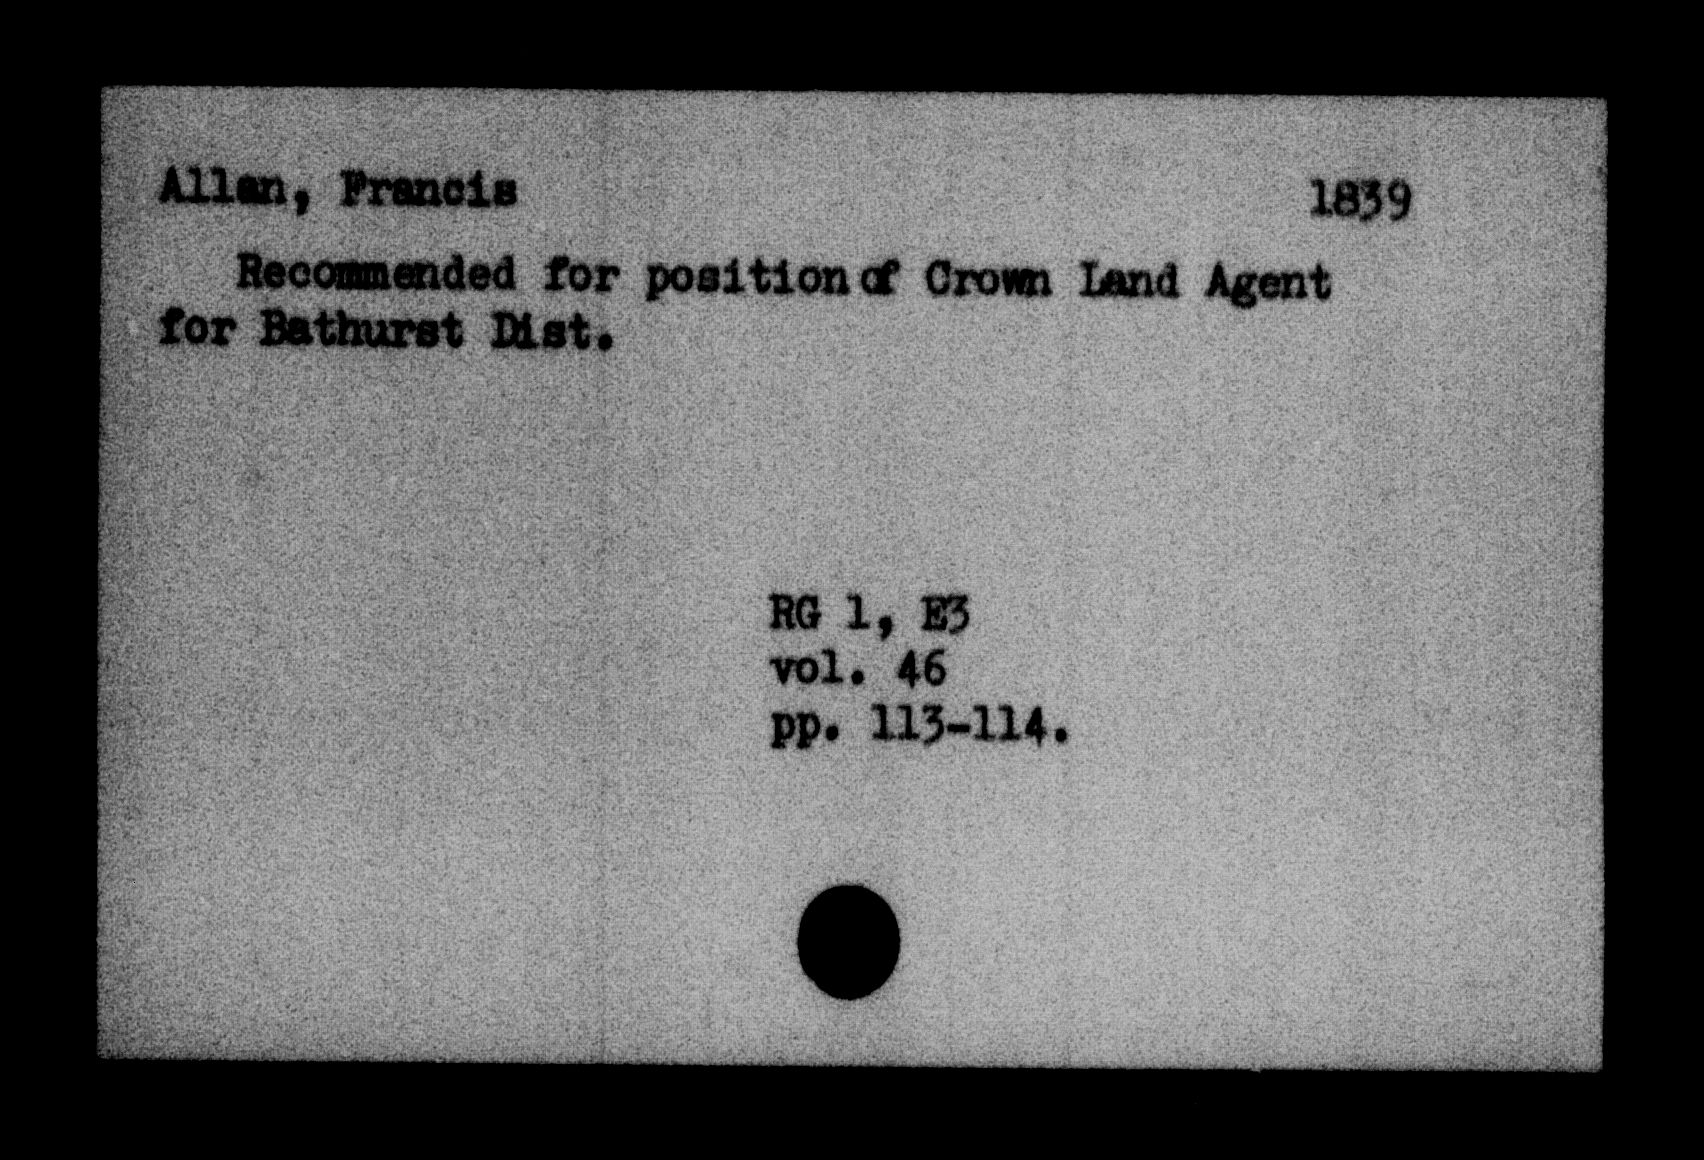 Allan, Francis 1839
Recommended for position of Crown Land Agent
for Bathurst Dist.
RG 1, E3
vol. 46
pp. 113-114.